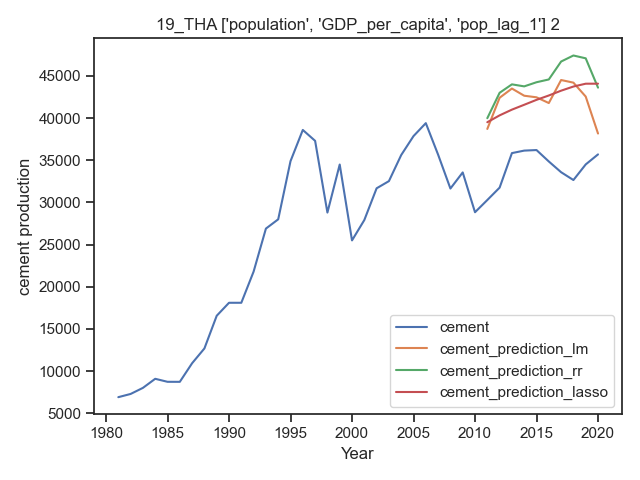 19_THA ['population', 'GDP_per_capita', 'pop_lag_1'] 2
cement production
45000
40000
35000
30000
25000
20000
15000
10000
5000
cement
cement_prediction_lm
cement_prediction_rr
cement_prediction_lasso
1980 1985 1990 1995 2000 2005 2010 2015 2020
Year